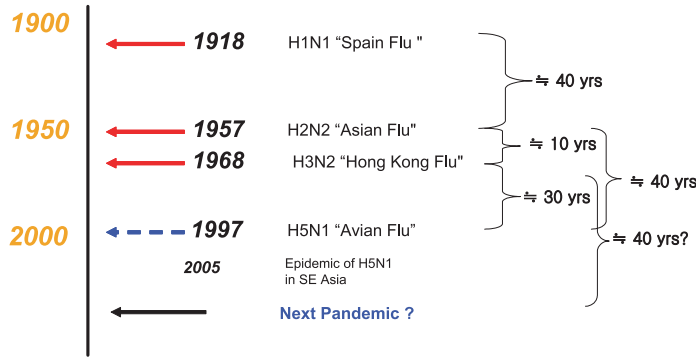 1900
1918 H1N1 “Spain Flu "
≒ 40 yrs
1950
1957 H2N2 “Asian Flu"
≒ 10 yrs
1968 H3N2 “Hong Kong Flu"
≒ 40 yrs
≒ 30 yrs
2000
1997 H5N1 “Avian Flu”
≒ 40 yrs?
2005 Epidemic of H5N1
in SE Asia
Next Pandemic ?